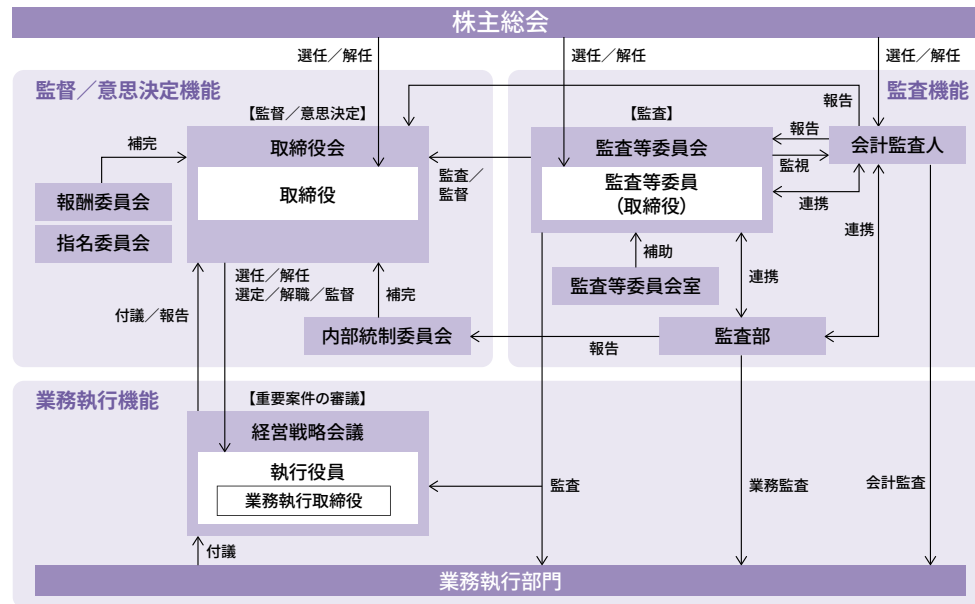 株主総会
選任／解任
選任／解任
選任／解任
監督／意思決定機能
監査機能
【監督／意思決定】
【監査】
報告
取締役会
取締役
補完
報酬委員会
指名委員会
監査／
監督
監査等委員会
監査等委員
（取締役）
報告
監視
連携
会計監査人
連携
補助
監査等委員会室
連携
選任／解任
選定／解職／監督
補完
付議／報告
内部統制委員会
報告
監査部
業務執行機能
【重要案件の審議】
経営戦略会議
執行役員
業務執行取締役
監査
業務監査
会計監査
付議
業務執行部門